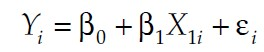 Yᵢ = β₀ + β₁X₁ᵢ + εᵢ